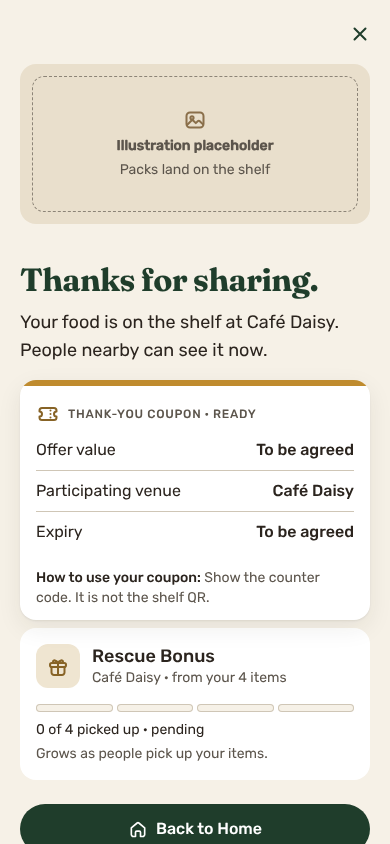 Illustration placeholder
Packs land on the shelf
Thanks for sharing.
Your food is on the shelf at Café Daisy.
People nearby can see it now.
THANK-YOU COUPON • READY
Offer value To be agreed
Participating venue Café Daisy
Expiry To be agreed
How to use your coupon: Show the counter
code. It is not the shelf QR.
Rescue Bonus
Café Daisy • from your 4 items
0 of 4 picked up • pending
Grows as people pick up your items.
Back to Home